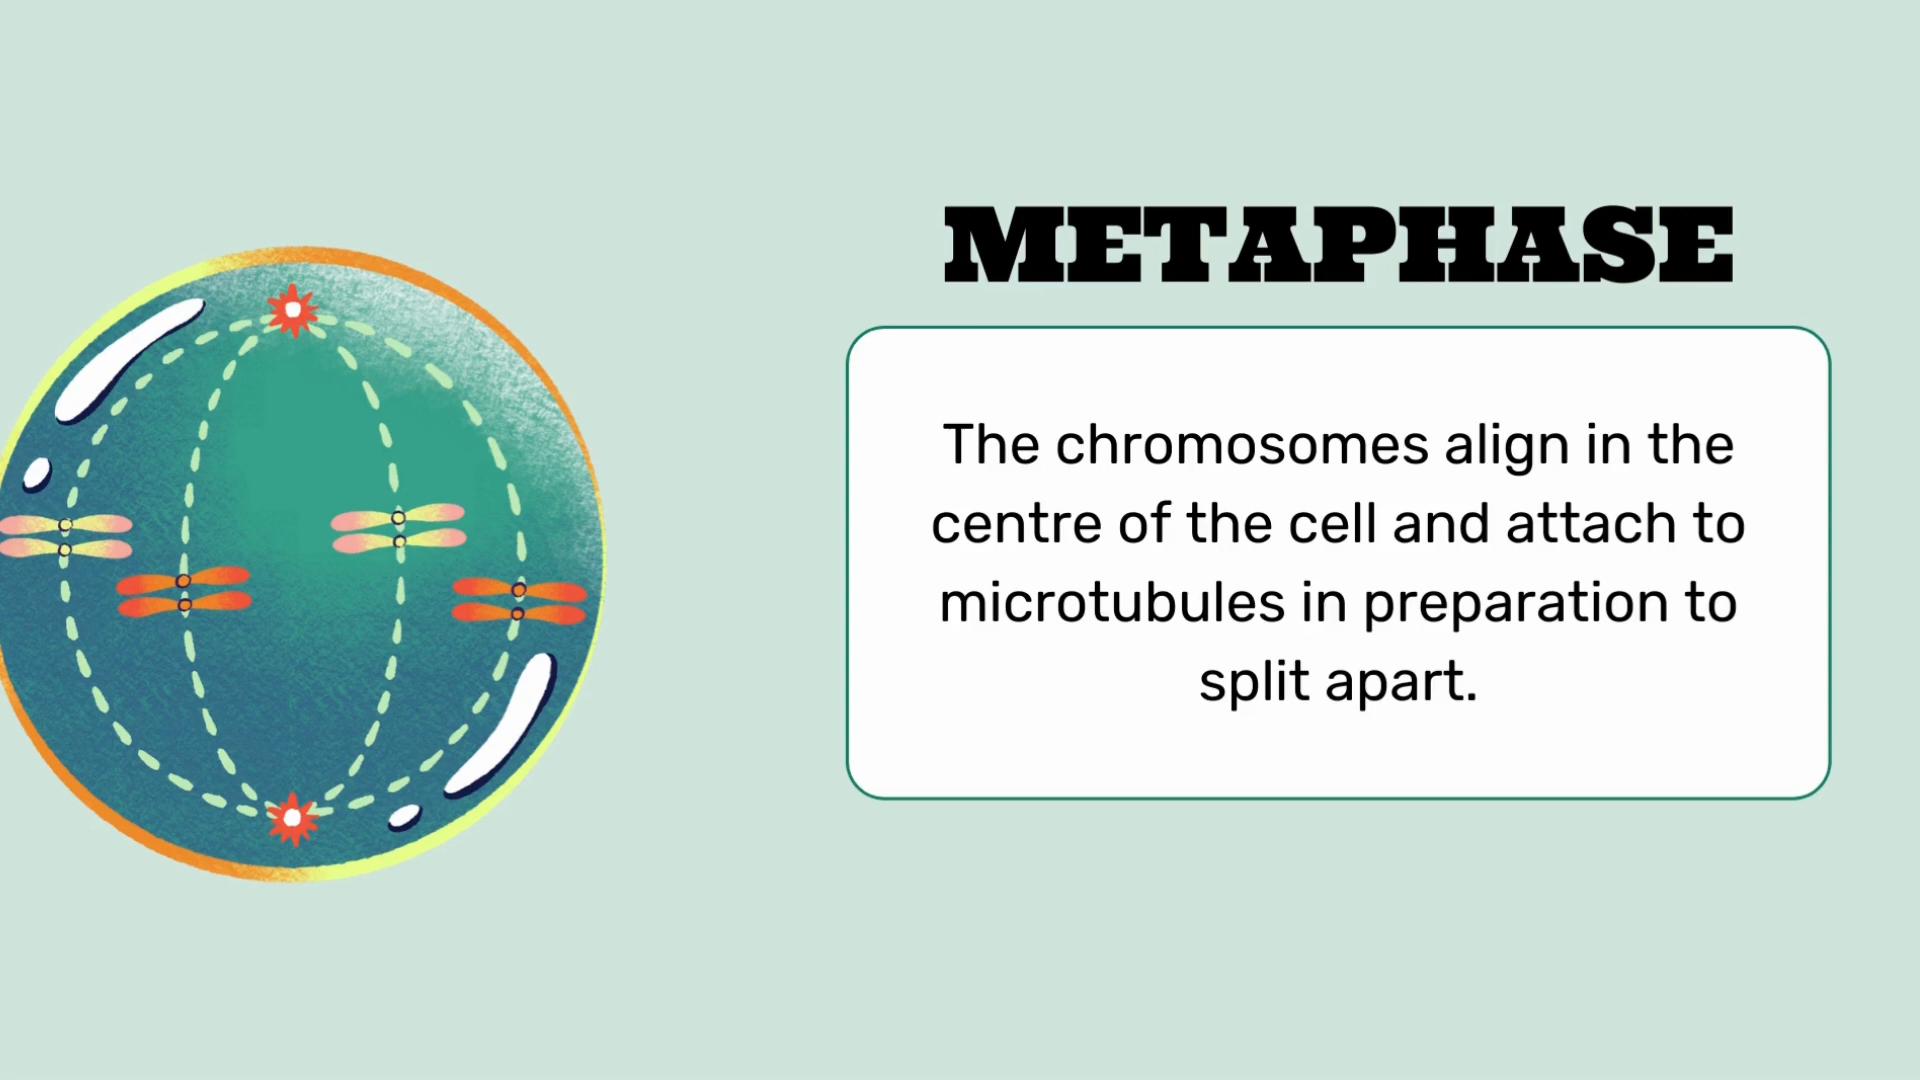 METAPHASE
The chromosomes align in the
centre of the cell and attach to
microtubules in preparation to
split apart.